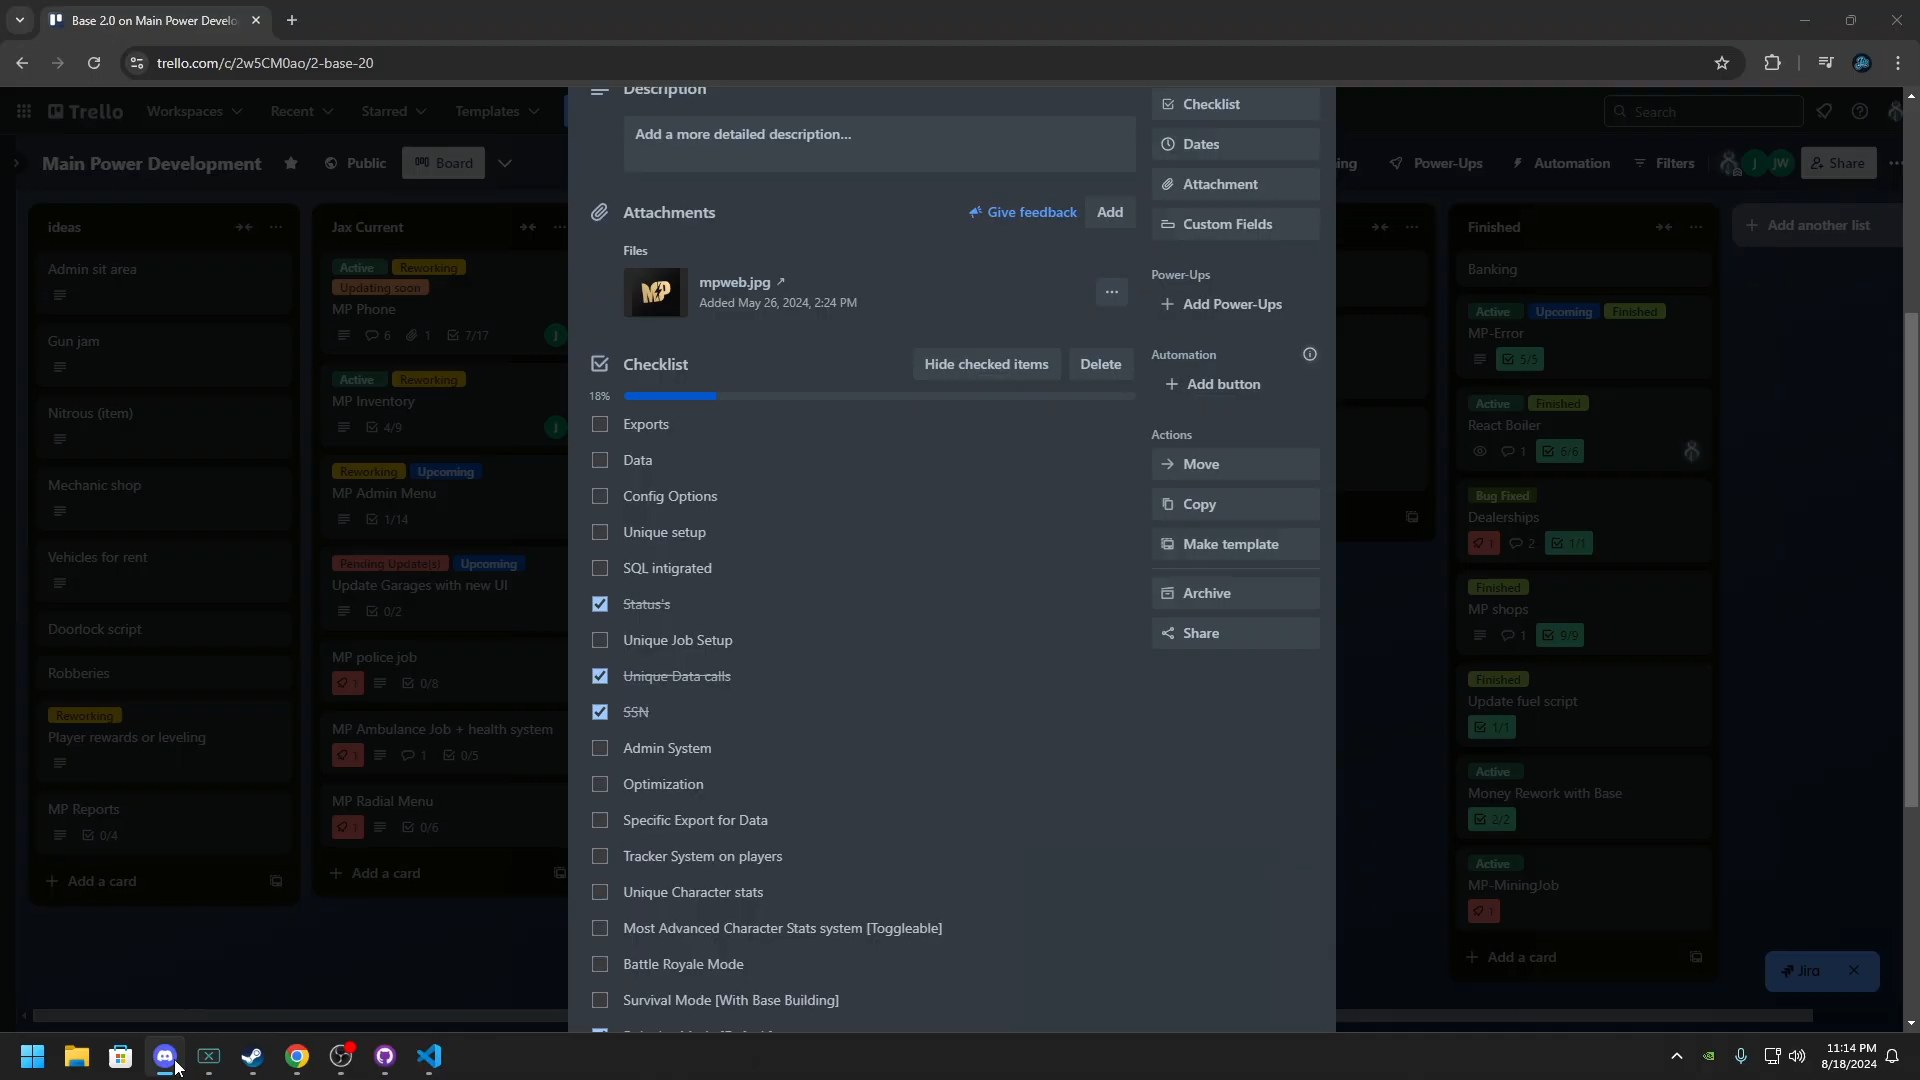 Base 2.0 on Main Power Develo
trello.com/c/2w5CM0ao/2-base-20
Trello
Workspaces
Recent
Starred
Templates
Search
Main Power Development
Public
Board
Power-Ups
Automation
Filters
J
JW
Share
ideas
Admin sit area
Gun jam
Nitrous (item)
Mechanic shop
Vehicles for rent
Doorlock script
Robberies
Reworking
Player rewards or leveling
MP Reports
0/4
Add a card
Jax Current
Active
Reworking
Updating soon
MP Phone
6
1
7/17
J
Active
Reworking
MP Inventory
4/9
J
Reworking
Upcoming
MP Admin Menu
1/14
Pending Update(s)
Upcoming
Update Garages with new UI
0/2
MP police job
1
0/8
MP Ambulance Job + health system
1
1
0/5
MP Radial Menu
1
0/6
Add a card
Description
Add a more detailed description...
Attachments
Give feedback
Add
Files
MP
mpweb.jpg ↗
Added May 26, 2024, 2:24 PM
Checklist
Hide checked items
Delete
18%
Exports
Data
Config Options
Unique setup
SQL intigrated
Status's
Unique Job Setup
Unique Data calls
SSN
Admin System
Optimization
Specific Export for Data
Tracker System on players
Unique Character stats
Most Advanced Character Stats system [Toggleable]
Battle Royale Mode
Survival Mode [With Base Building]
Checklist
Dates
Attachment
Custom Fields
Power-Ups
Add Power-Ups
Automation
Add button
Actions
Move
Copy
Make template
Archive
Share
Finished
Banking
Active
Upcoming
Finished
MP-Error
5/5
Active
Finished
React Boiler
1
6/6
Bug Fixed
Dealerships
1
2
1/1
Finished
MP shops
1
9/9
Finished
Update fuel script
1/1
Active
Money Rework with Base
2/2
Active
MP-MiningJob
1
Add a card
Add another list
Jira
11:14 PM
8/18/2024